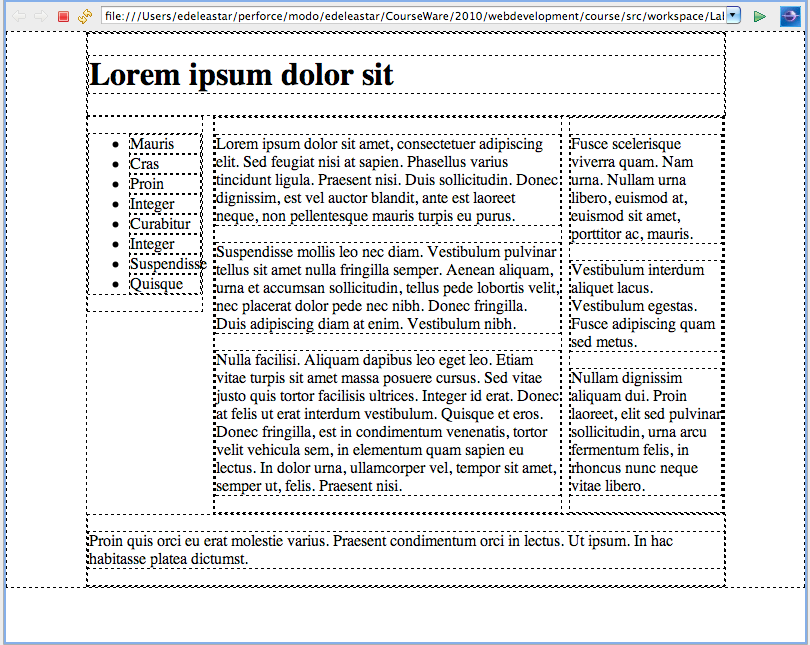 file:///Users/edeleastar/perforce/modo/edeleastar/CourseWare/2010/webdevelopment/course/src/workspace/Lal
Lorem ipsum dolor sit
Mauris
Cras
Proin
Integer
Curabitur
Integer
Suspendisse
Quisque
Lorem ipsum dolor sit amet, consectetuer adipiscing
elit. Sed feugiat nisi at sapien. Phasellus varius
tincidunt ligula. Praesent nisi. Duis sollicitudin. Donec
dignissim, est vel auctor blandit, ante est laoreet
neque, non pellentesque mauris turpis eu purus.
Suspendisse mollis leo nec diam. Vestibulum pulvinar
tellus sit amet nulla fringilla semper. Aenean aliquam,
urna et accumsan sollicitudin, tellus pede lobortis velit,
nec placerat dolor pede nec nibh. Donec fringilla.
Duis adipiscing diam at enim. Vestibulum nibh.
Nulla facilisi. Aliquam dapibus leo eget leo. Etiam
vitae turpis sit amet massa posuere cursus. Sed vitae
justo quis tortor facilisis ultrices. Integer id erat. Donec
at felis ut erat interdum vestibulum. Quisque et eros.
Donec fringilla, est in condimentum venenatis, tortor
velit vehicula sem, in elementum quam sapien eu
lectus. In dolor urna, ullamcorper vel, tempor sit amet,
semper ut, felis. Praesent nisi.
Fusce scelerisque
viverra quam. Nam
urna. Nullam urna
libero, euismod at,
euismod sit amet,
porttitor ac, mauris.
Vestibulum interdum
aliquet lacus.
Vestibulum egestas.
Fusce adipiscing quam
sed metus.
Nullam dignissim
aliquam dui. Proin
laoreet, elit sed pulvinar
sollicitudin, urna arcu
fermentum felis, in
rhoncus nunc neque
vitae libero.
Proin quis orci eu erat molestie varius. Praesent condimentum orci in lectus. Ut ipsum. In hac
habitasse platea dictumst.